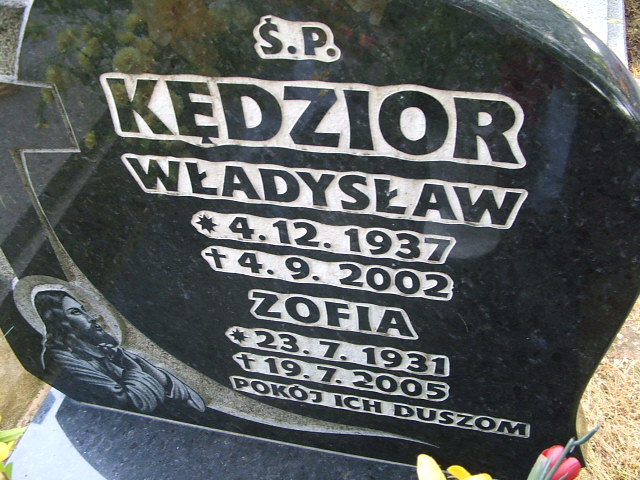 Ś.P.
KĘDZIOR
WŁADYSŁAW
* 4.12.1937
† 4.9.2002
ZOFIA
* 23.7.1931
† 19.7.2005
POKÓJ ICH DUSZOM